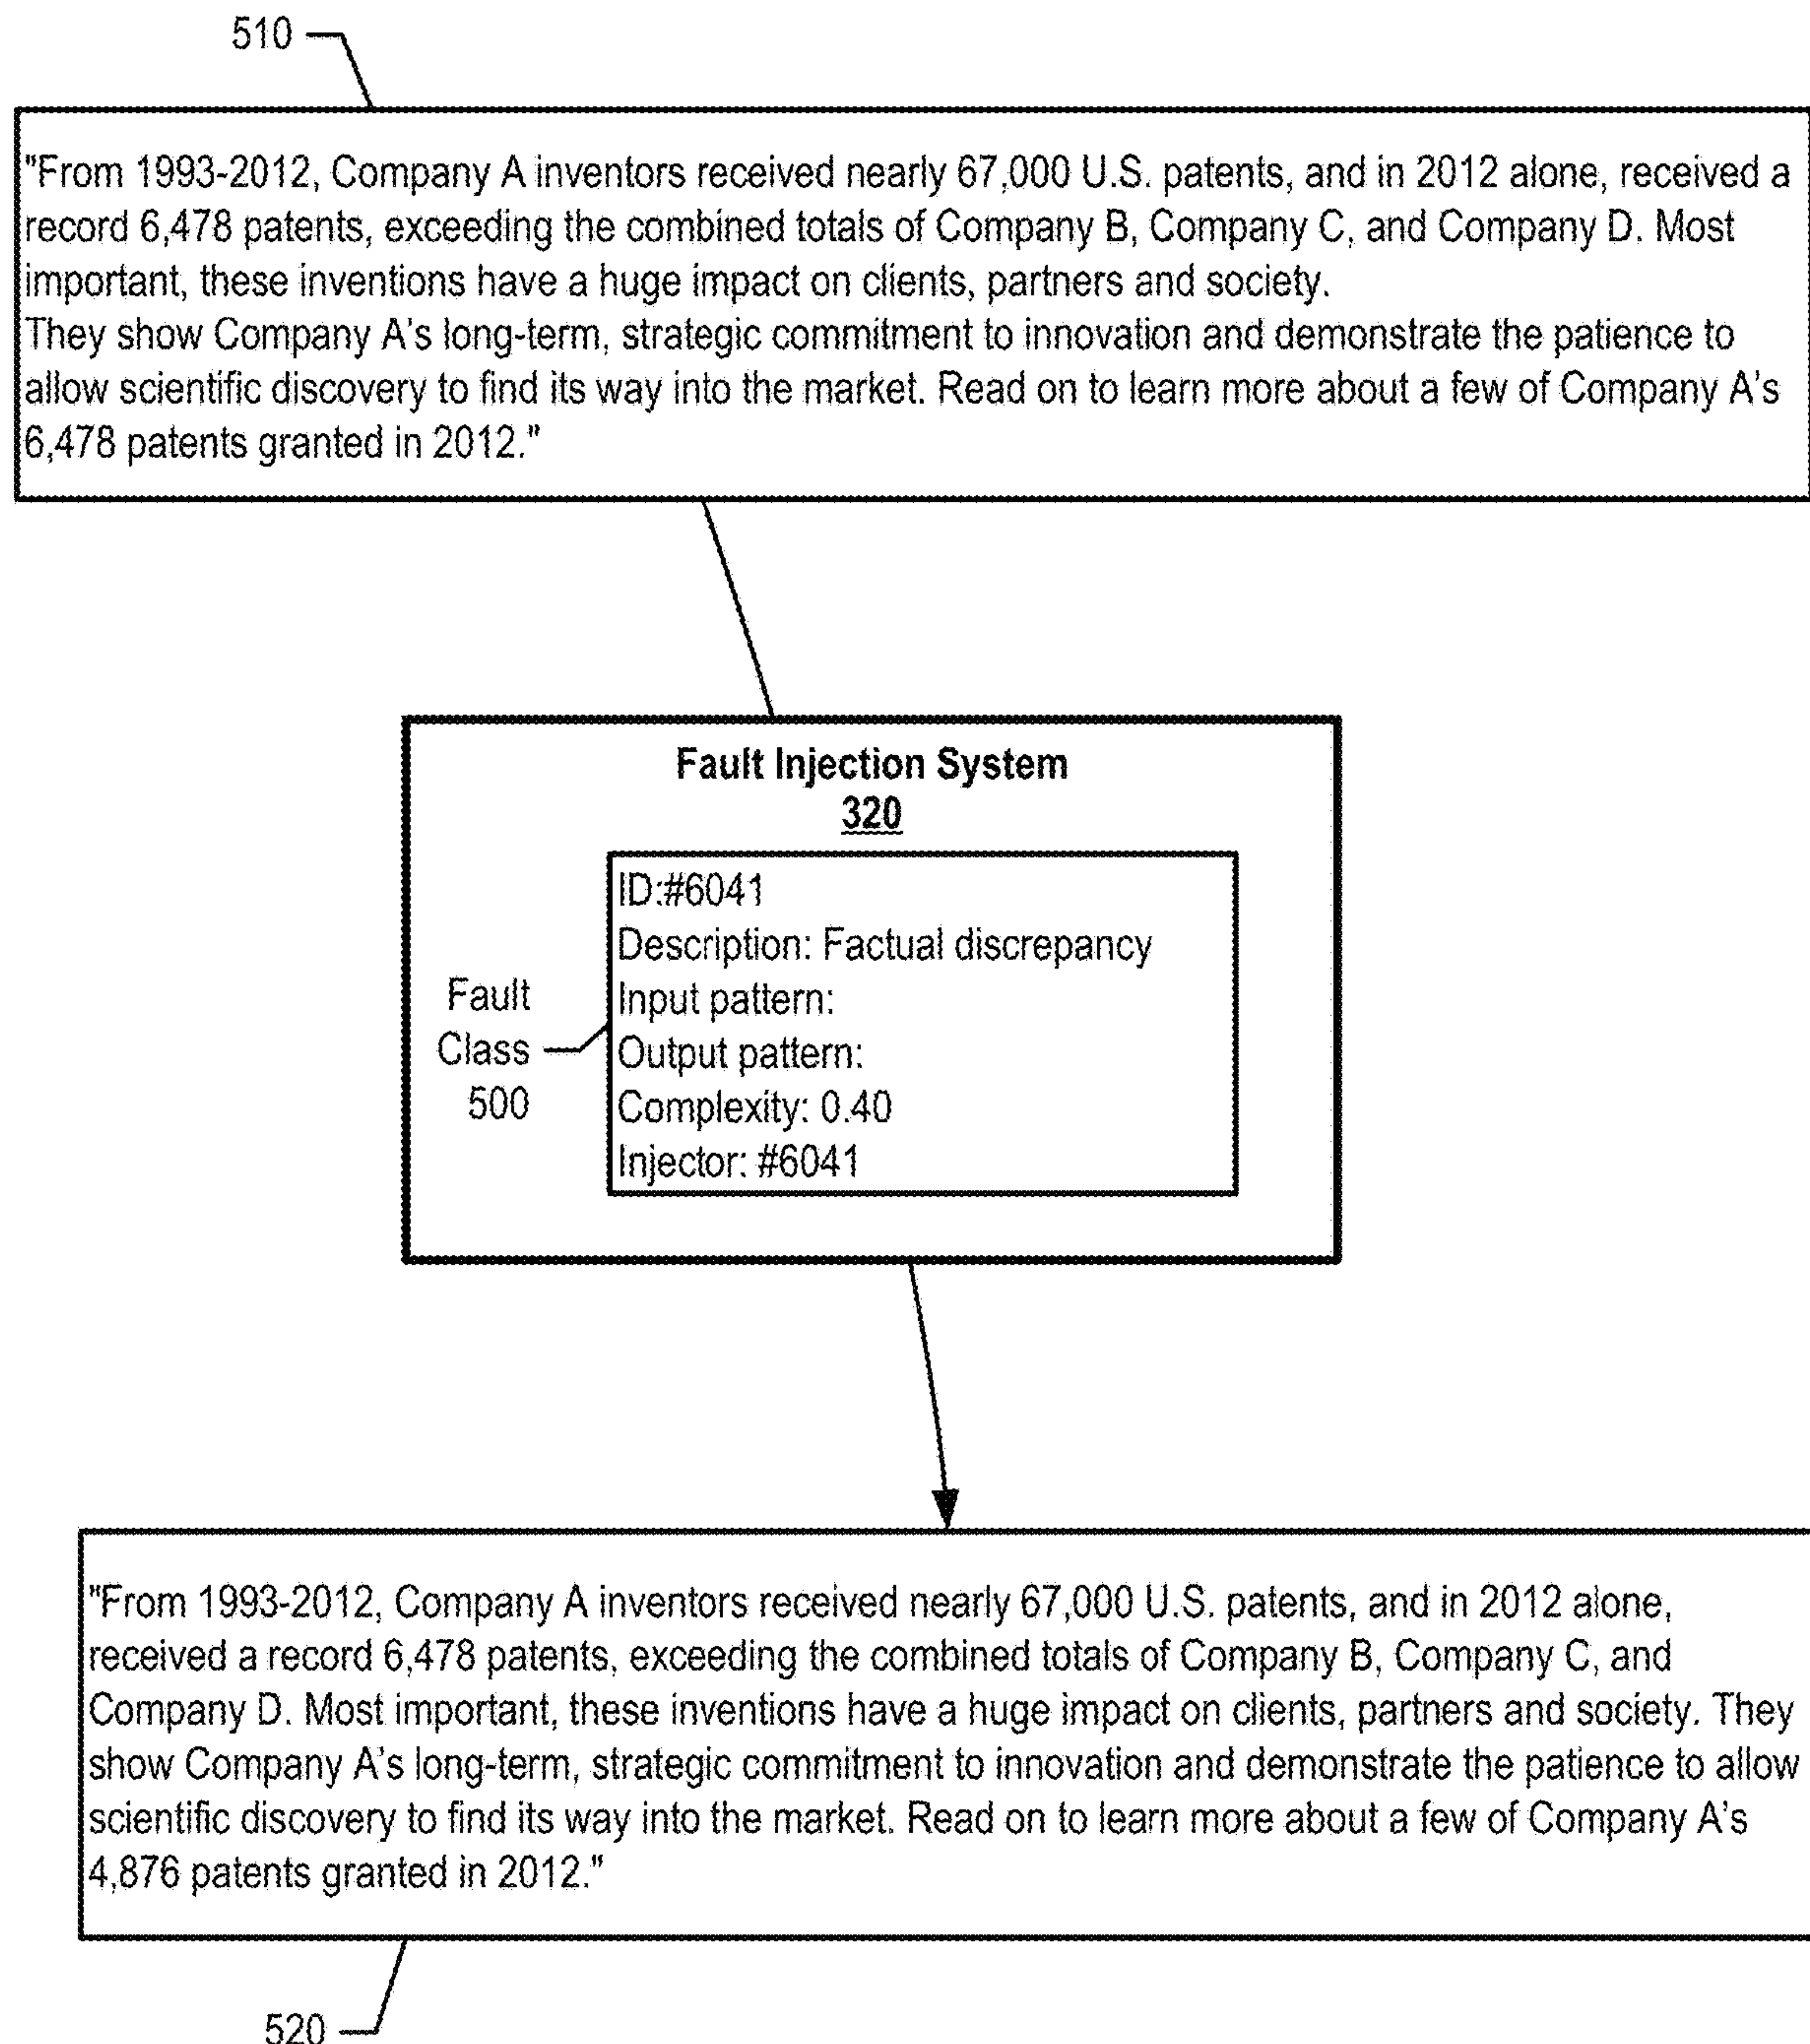 510
"From 1993-2012, Company A inventors received nearly 67,000 U.S. patents, and in 2012 alone, received a
record 6,478 patents, exceeding the combined totals of Company B, Company C, and Company D. Most
important, these inventions have a huge impact on clients, partners and society.
They show Company A's long-term, strategic commitment to innovation and demonstrate the patience to
allow scientific discovery to find its way into the market. Read on to learn more about a few of Company A's
6,478 patents granted in 2012."
Fault Injection System
320
Fault
Class
500
ID:#6041
Description: Factual discrepancy
Input pattern:
Output pattern:
Complexity: 0.40
Injector: #6041
"From 1993-2012, Company A inventors received nearly 67,000 U.S. patents, and in 2012 alone,
received a record 6,478 patents, exceeding the combined totals of Company B, Company C, and
Company D. Most important, these inventions have a huge impact on clients, partners and society. They
show Company A's long-term, strategic commitment to innovation and demonstrate the patience to allow
scientific discovery to find its way into the market. Read on to learn more about a few of Company A's
4,876 patents granted in 2012."
520